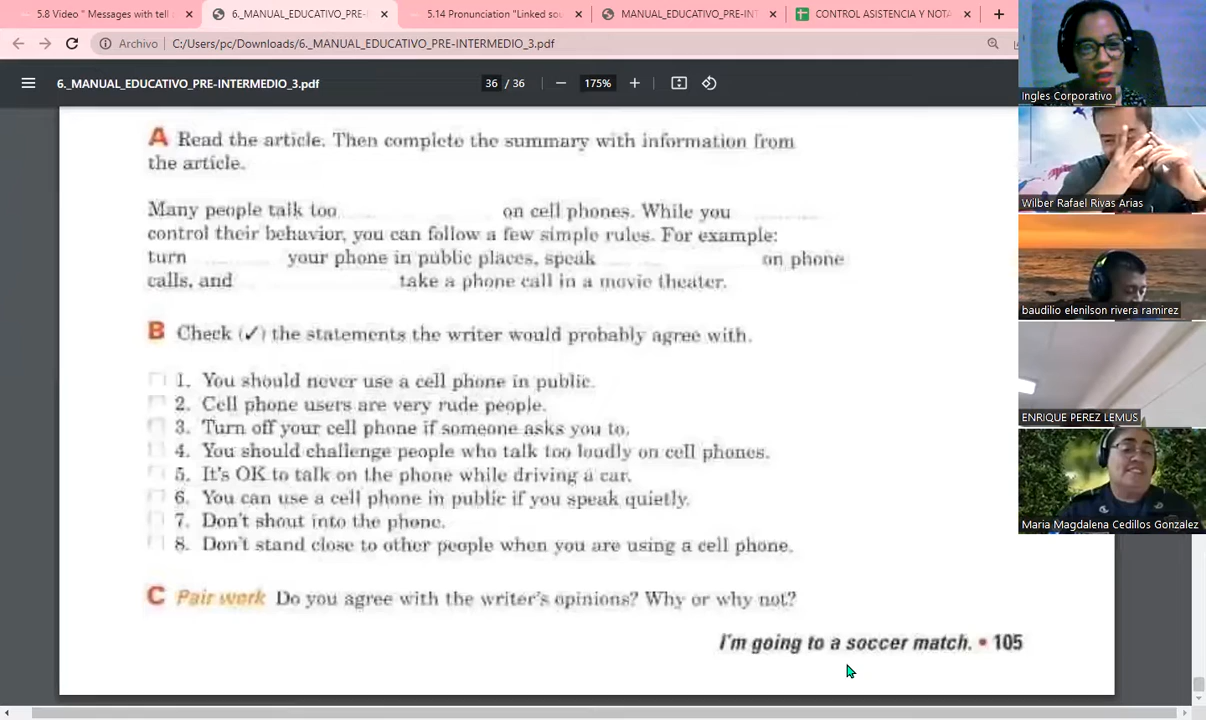 5.8 Video " Messages with tell
6._MANUAL_EDUCATIVO_PRE-
5.14 Pronunciation "Linked sou
MANUAL_EDUCATIVO_PRE-INT
CONTROL ASISTENCIA Y NOTA
Archivo
C:/Users/pc/Downloads/6._MANUAL_EDUCATIVO_PRE-INTERMEDIO_3.pdf
6._MANUAL_EDUCATIVO_PRE-INTERMEDIO_3.pdf
36 / 36
175%
A Read the article. Then complete the summary with information from
the article.
Many people talk too on cell phones. While you
control their behavior, you can follow a few simple rules. For example:
turn your phone in public places, speak on phone
calls, and take a phone call in a movie theater.
B Check (✓) the statements the writer would probably agree with.
1. You should never use a cell phone in public.
2. Cell phone users are very rude people.
3. Turn off your cell phone if someone asks you to.
4. You should challenge people who talk too loudly on cell phones.
5. It's OK to talk on the phone while driving a car.
6. You can use a cell phone in public if you speak quietly.
7. Don't shout into the phone.
8. Don't stand close to other people when you are using a cell phone.
C Pair work Do you agree with the writer's opinions? Why or why not?
I'm going to a soccer match. • 105
Ingles Corporativo
Wilber Rafael Rivas Arias
baudilio elenilson rivera ramirez
ENRIQUE PEREZ LEMUS
Maria Magdalena Cedillos Gonzalez